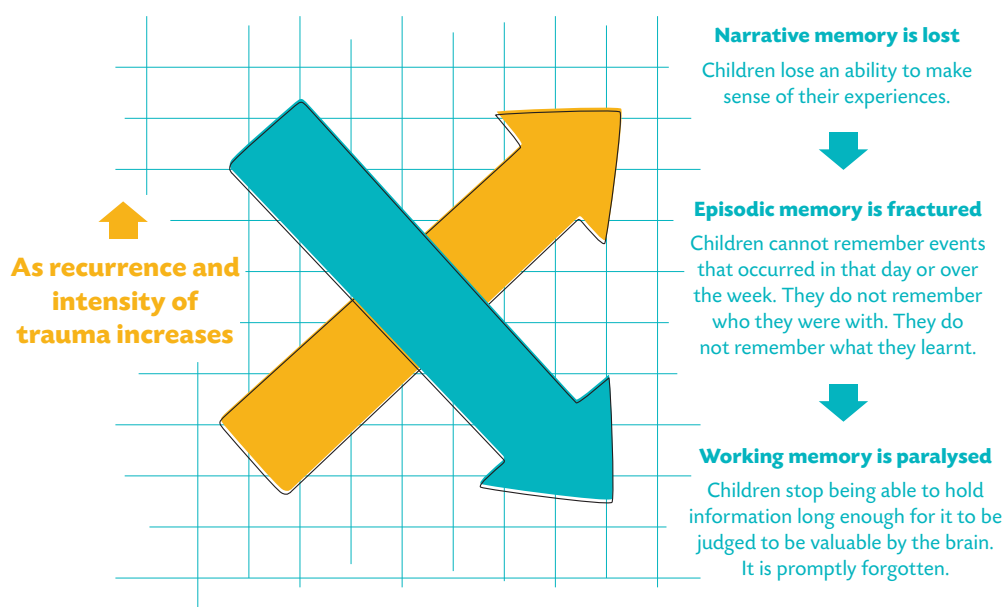 As recurrence and
intensity of
trauma increases
Narrative memory is lost
Children lose an ability to make
sense of their experiences.
Episodic memory is fractured
Children cannot remember events
that occurred in that day or over
the week. They do not remember
who they were with. They do
not remember what they learnt.
Working memory is paralysed
Children stop being able to hold
information long enough for it to be
judged to be valuable by the brain.
It is promptly forgotten.